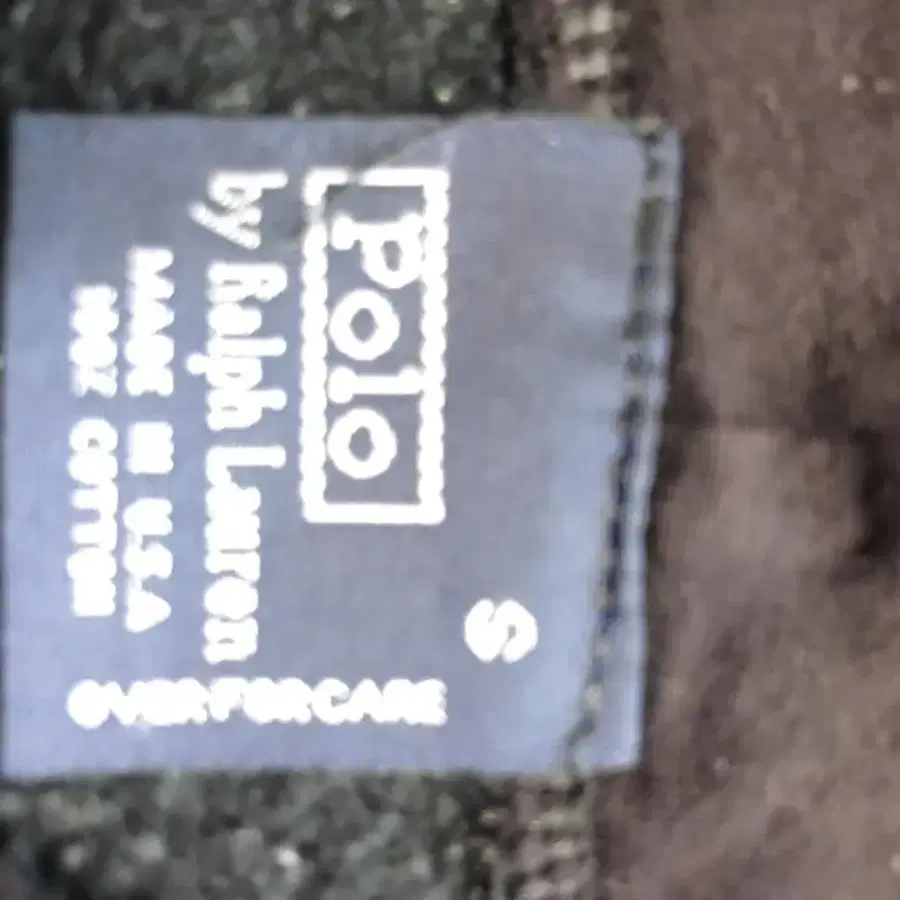 S
Polo
by Ralph Lauren
MADE IN U.S.A
100% COTTON
OVER FOR CARE